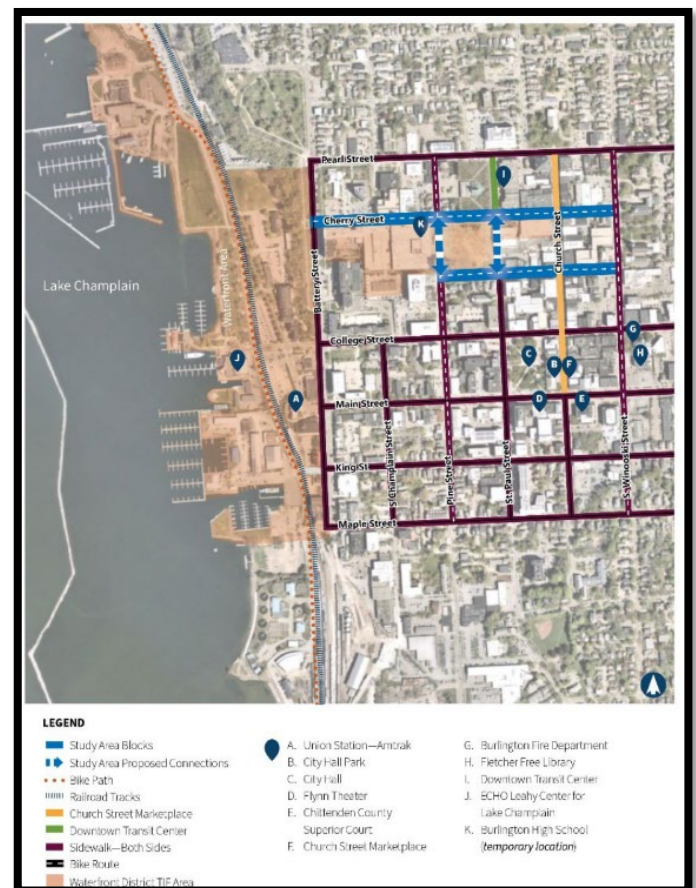 Pearl Street
I
Cherry Street
K
Church Street
Battery Street
Waterfront Area
Lake Champlain
College Street
G
H
C
B
F
J
A
Main Street
D
E
S Champlain Street
Pine Street
St. Paul Street
S. Winooski Street
King St
Maple Street
LEGEND
Study Area Blocks
Study Area Proposed Connections
Bike Path
Railroad Tracks
Church Street Marketplace
Downtown Transit Center
Sidewalk—Both Sides
Bike Route
Waterfront District TIF Area
A. Union Station—Amtrak
B. City Hall Park
C. City Hall
D. Flynn Theater
E. Chittenden County
Superior Court
F. Church Street Marketplace
G. Burlington Fire Department
H. Fletcher Free Library
I. Downtown Transit Center
J. ECHO Leahy Center for
Lake Champlain
K. Burlington High School
(temporary location)